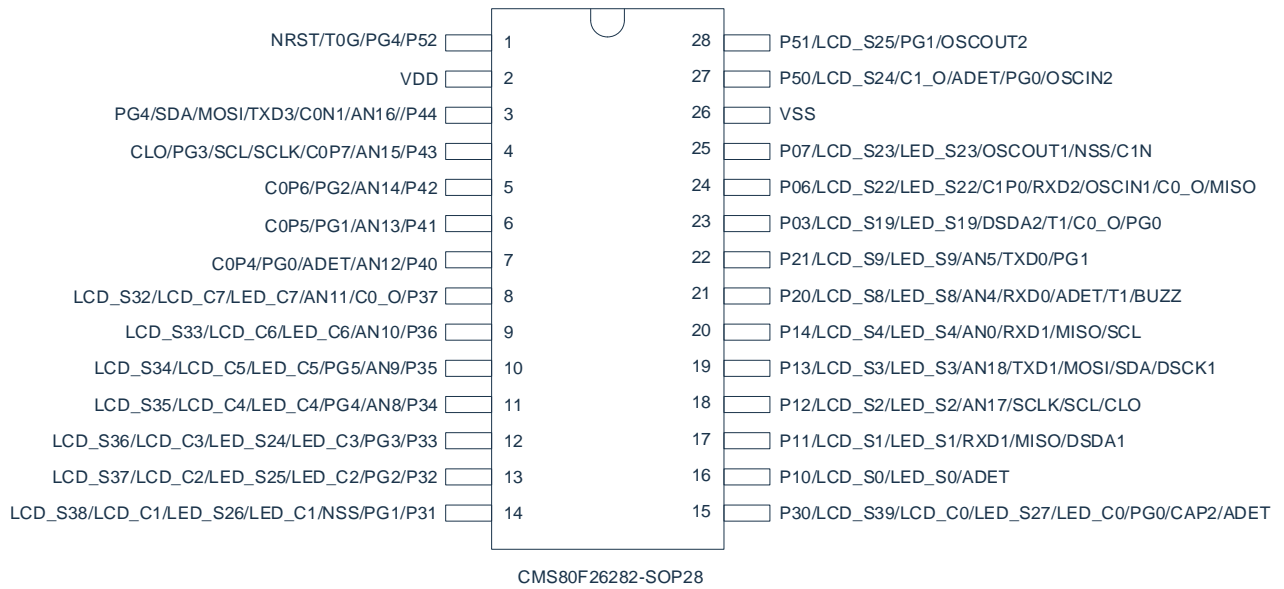 NRST/T0G/PG4/P52 1 28 P51/LCD_S25/PG1/OSCOUT2
VDD 2 27 P50/LCD_S24/C1_O/ADET/PG0/OSCIN2
PG4/SDA/MOSI/TXD3/C0N1/AN16//P44 3 26 VSS
CLO/PG3/SCL/SCLK/C0P7/AN15/P43 4 25 P07/LCD_S23/LED_S23/OSCOUT1/NSS/C1N
C0P6/PG2/AN14/P42 5 24 P06/LCD_S22/LED_S22/C1P0/RXD2/OSCIN1/C0_O/MISO
C0P5/PG1/AN13/P41 6 23 P03/LCD_S19/LED_S19/DSDA2/T1/C0_O/PG0
C0P4/PG0/ADET/AN12/P40 7 22 P21/LCD_S9/LED_S9/AN5/TXD0/PG1
LCD_S32/LCD_C7/LED_C7/AN11/C0_O/P37 8 21 P20/LCD_S8/LED_S8/AN4/RXD0/ADET/T1/BUZZ
LCD_S33/LCD_C6/LED_C6/AN10/P36 9 20 P14/LCD_S4/LED_S4/AN0/RXD1/MISO/SCL
LCD_S34/LCD_C5/LED_C5/PG5/AN9/P35 10 19 P13/LCD_S3/LED_S3/AN18/TXD1/MOSI/SDA/DSCK1
LCD_S35/LCD_C4/LED_C4/PG4/AN8/P34 11 18 P12/LCD_S2/LED_S2/AN17/SCLK/SCL/CLO
LCD_S36/LCD_C3/LED_S24/LED_C3/PG3/P33 12 17 P11/LCD_S1/LED_S1/RXD1/MISO/DSDA1
LCD_S37/LCD_C2/LED_S25/LED_C2/PG2/P32 13 16 P10/LCD_S0/LED_S0/ADET
LCD_S38/LCD_C1/LED_S26/LED_C1/NSS/PG1/P31 14 15 P30/LCD_S39/LCD_C0/LED_S27/LED_C0/PG0/CAP2/ADET
CMS80F26282-SOP28